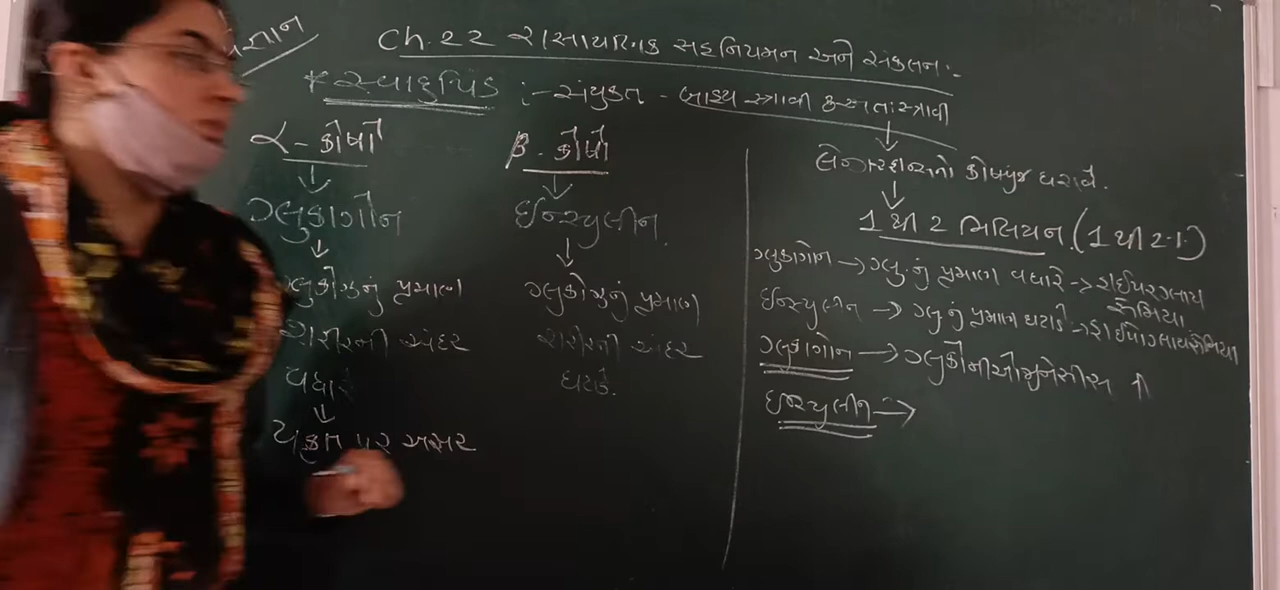 Ch. 22 રાસાયણિક સહનિયમન અને સંકલન :-
* સ્વાદુપિંડ :- સંયુક્ત - બાહ્ય સ્ત્રાવી અંતઃસ્ત્રાવી
α - કોષો
↓
ગ્લુકાગોન
↓
ગ્લુકોઝનું પ્રમાણ
શરીરની અંદર
વધારે
↓
યકૃત પર અસર
β - કોષો
↓
ઈન્સ્યુલીન
↓
ગ્લુકોઝનું પ્રમાણ
શરીરની અંદર
ઘટાડે.
↓
લેંગરહાન્સનો કોષપુંજ ધરાવે.
↓
1 થી 2 મિલિયન (1 થી 2%)
ગ્લુકાગોન → ગ્લુ.નું પ્રમાણ વધારે → હાઈપરગ્લાય
સેમિયા
ઈન્સ્યુલીન → ગ્લુ નું પ્રમાણ ઘટાડે → હાઈપોગ્લાયસેમિયા
ગ્લુકાગોન → ગ્લુકોનીઓજીનેસીસ ↑
ઈન્સ્યુલીન →